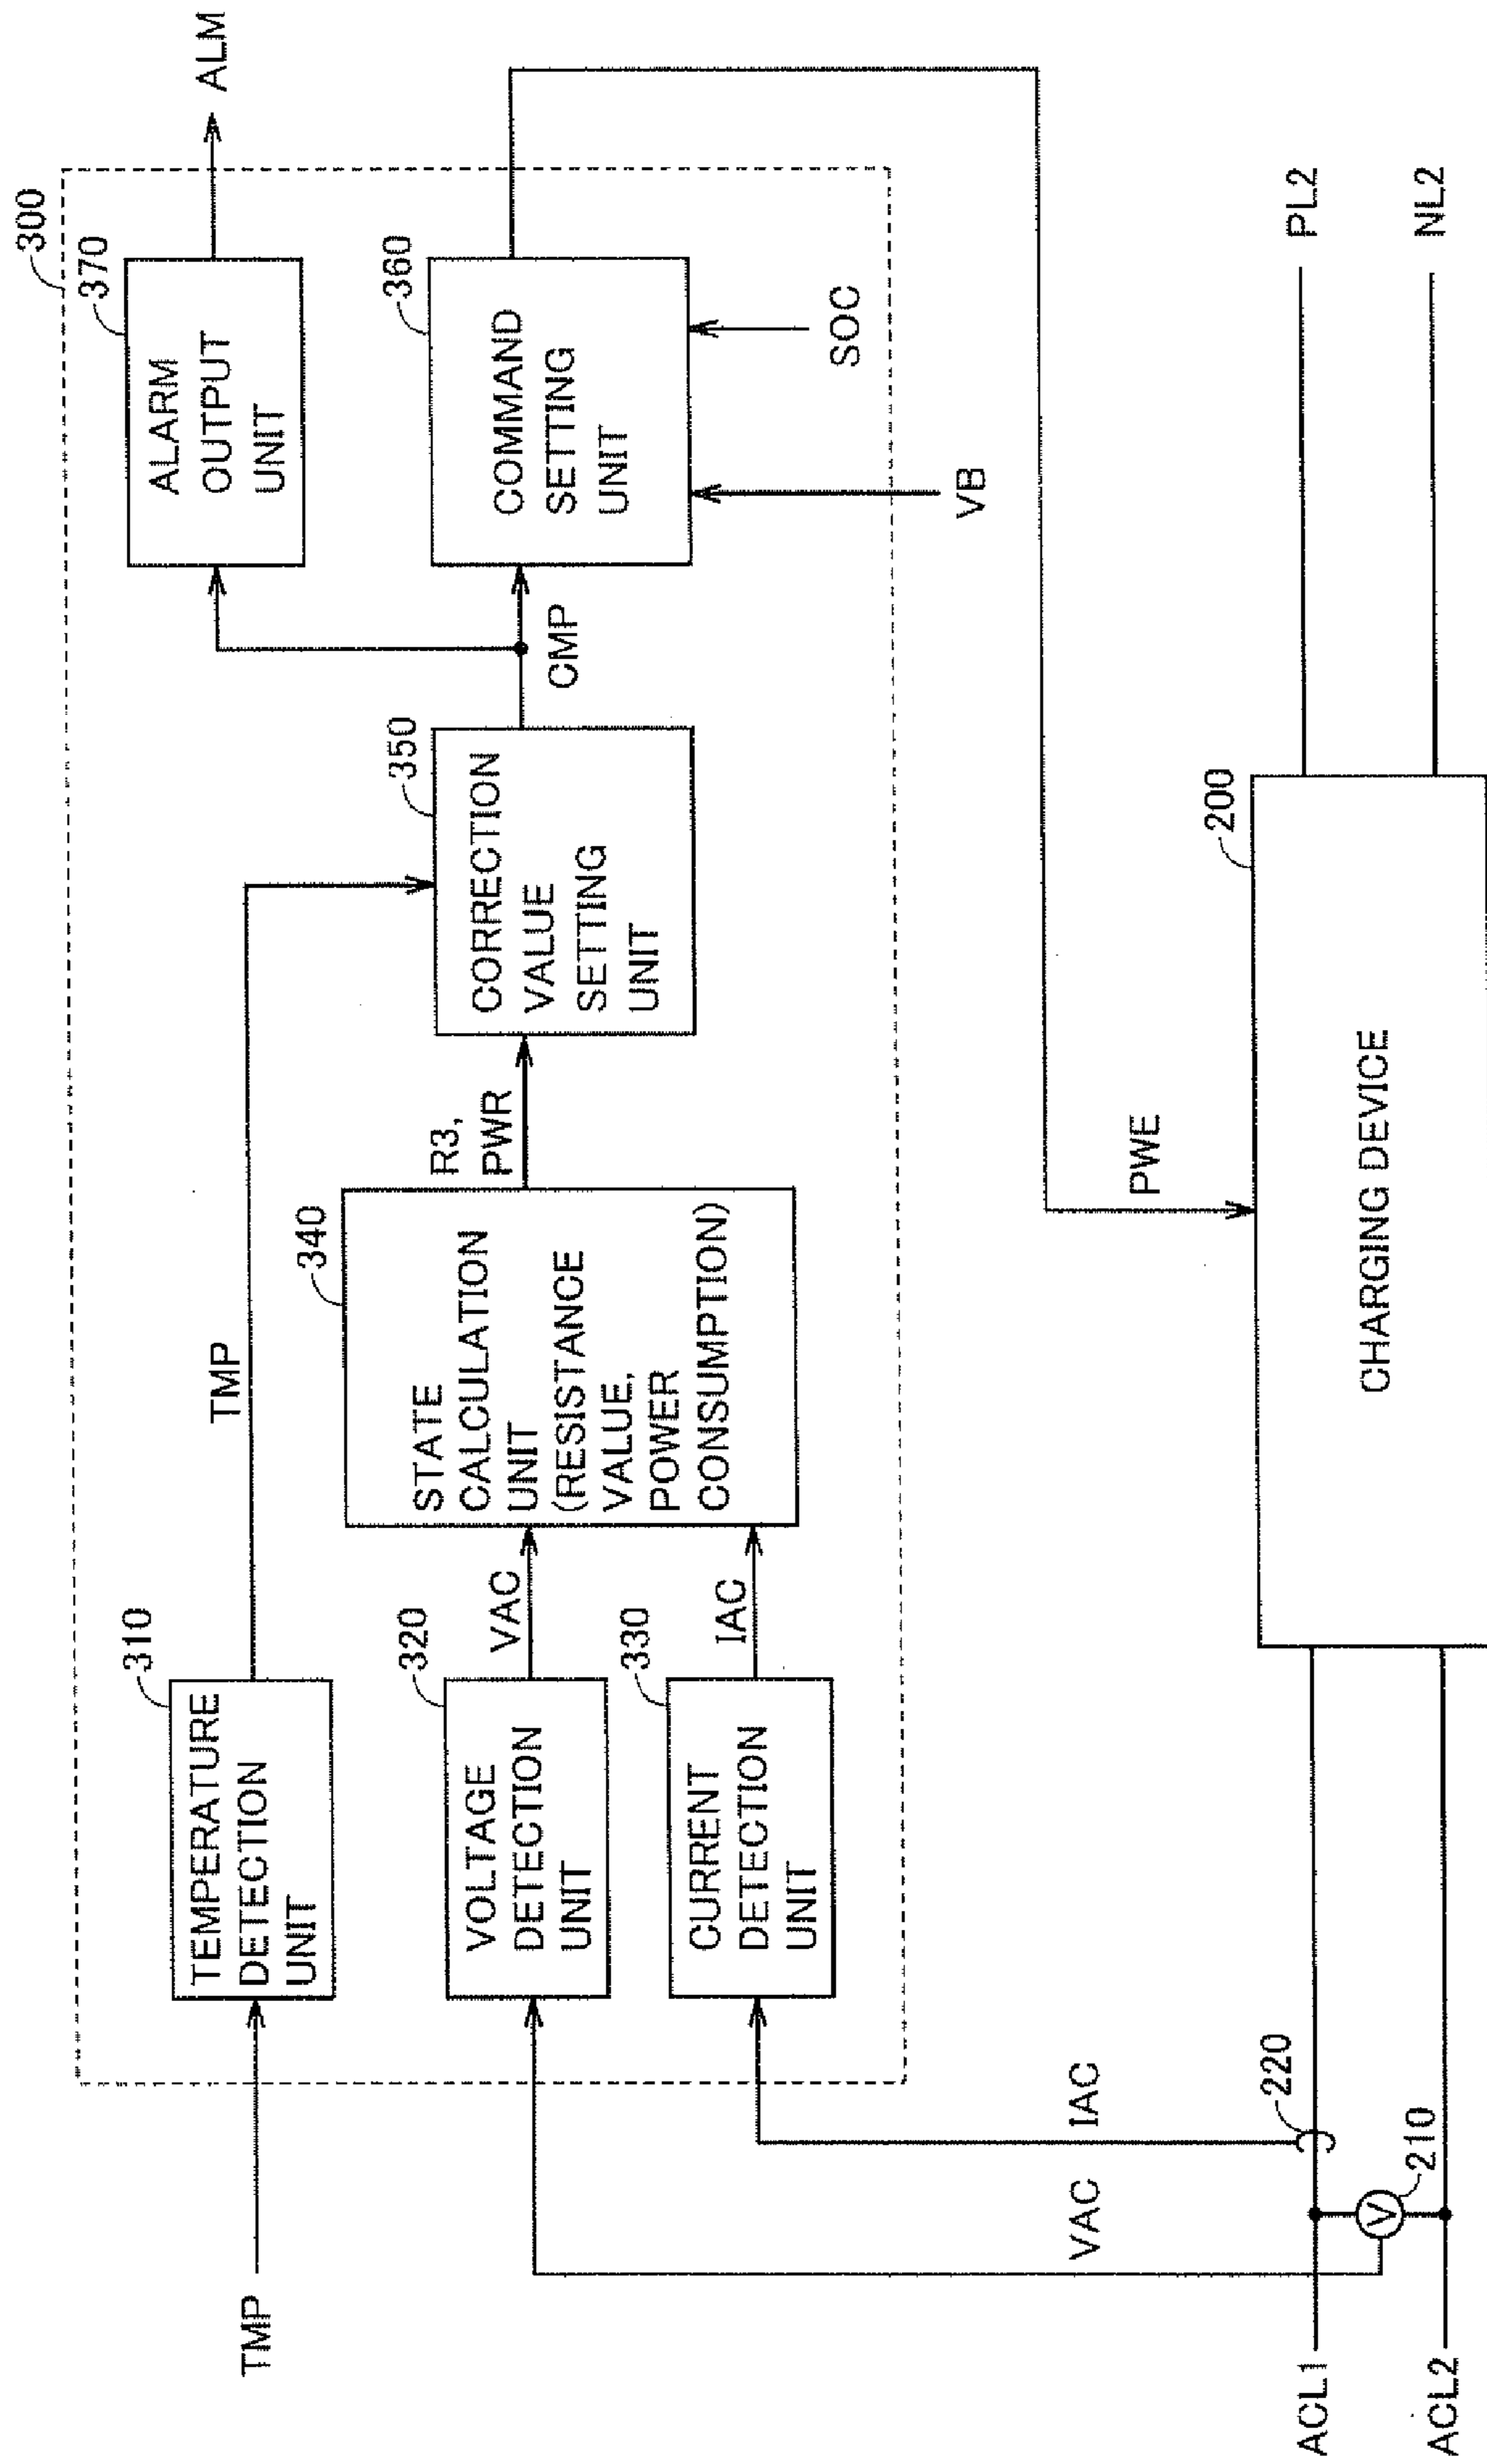 300
370
ALARM
OUTPUT
UNIT
ALM
310
TEMPERATURE
DETECTION
UNIT
TMP
TMP
320
VOLTAGE
DETECTION
UNIT
VAC
330
CURRENT
DETECTION
UNIT
IAC
340
STATE
CALCULATION
UNIT
(RESISTANCE
VALUE,
POWER
CONSUMPTION)
R3,
PWR
350
CORRECTION
VALUE
SETTING
UNIT
CMP
360
COMMAND
SETTING
UNIT
SOC
VB
VAC
IAC
PWE
220
210
V
200
CHARGING DEVICE
ACL1
ACL2
PL2
NL2